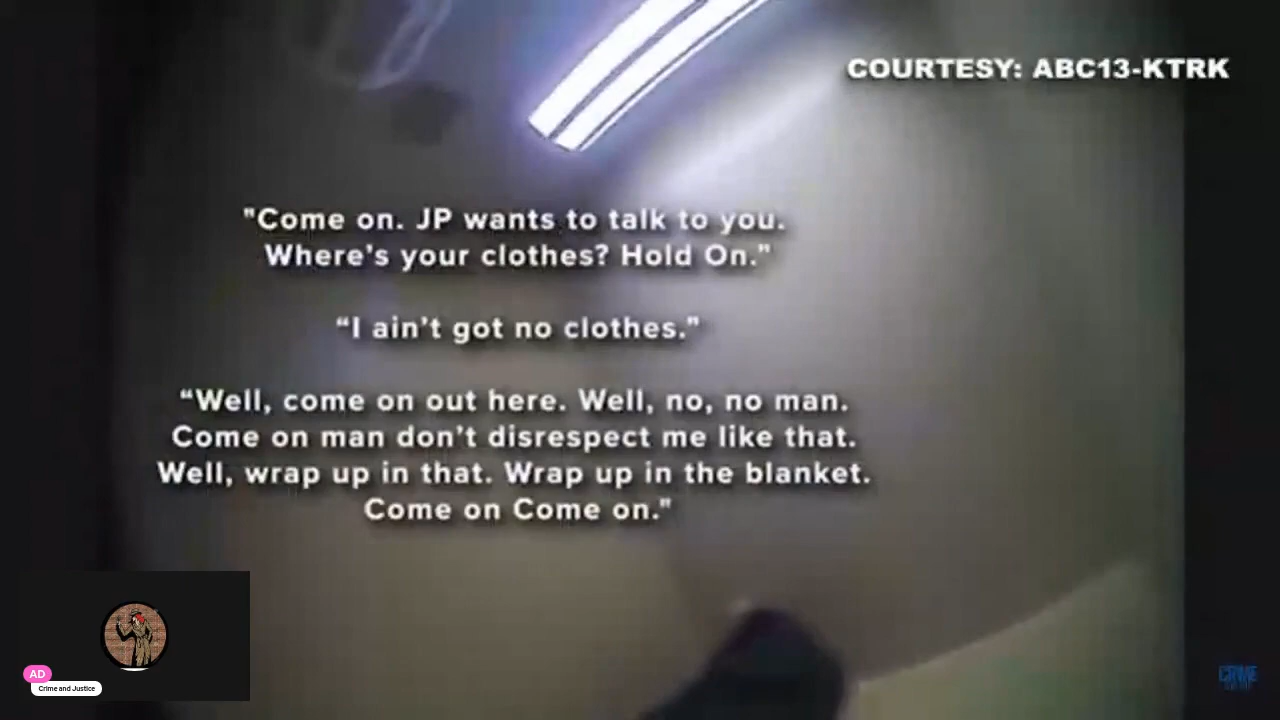 COURTESY: ABC13-KTRK
"Come on. JP wants to talk to you.
Where's your clothes? Hold On.”
“I ain’t got no clothes.”
“Well, come on out here. Well, no, no man.
Come on man don’t disrespect me like that.
Well, wrap up in that. Wrap up in the blanket.
Come on Come on."
AD
Crime and Justice
CRIME